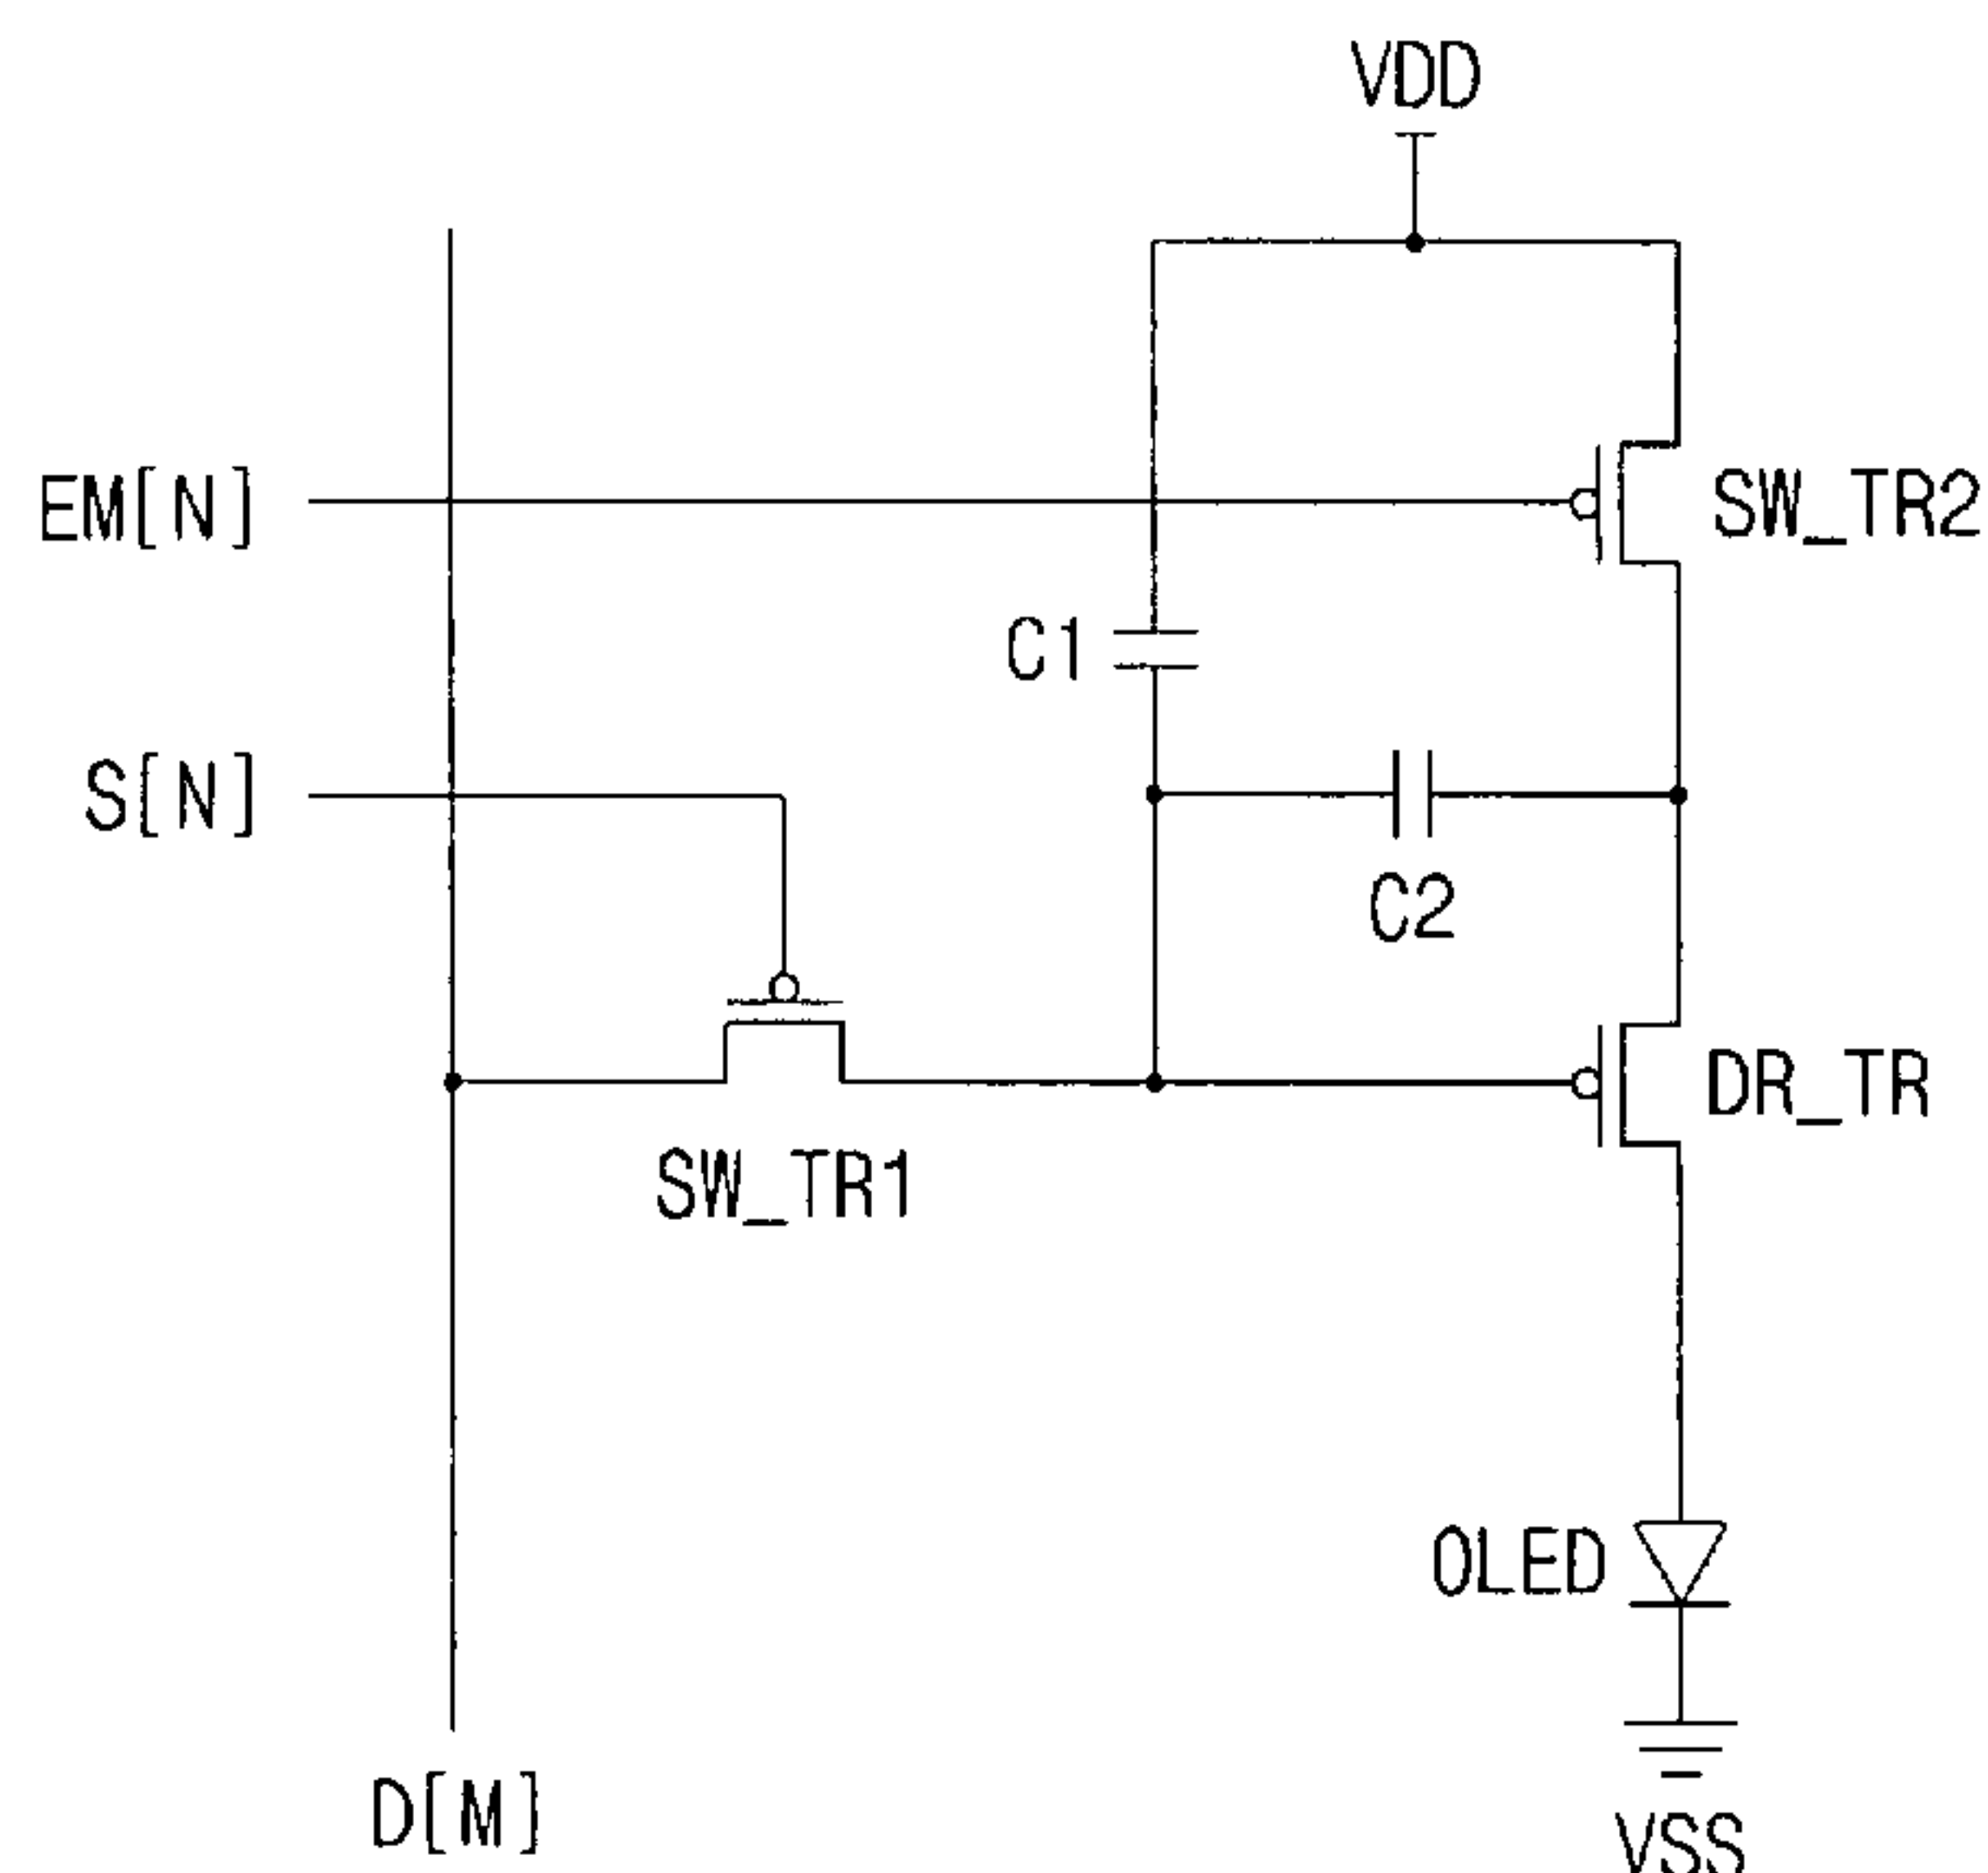 VDD
EM[N]
SW_TR2
C1
S[N]
C2
DR_TR
SW_TR1
OLED
D[M]
VSS